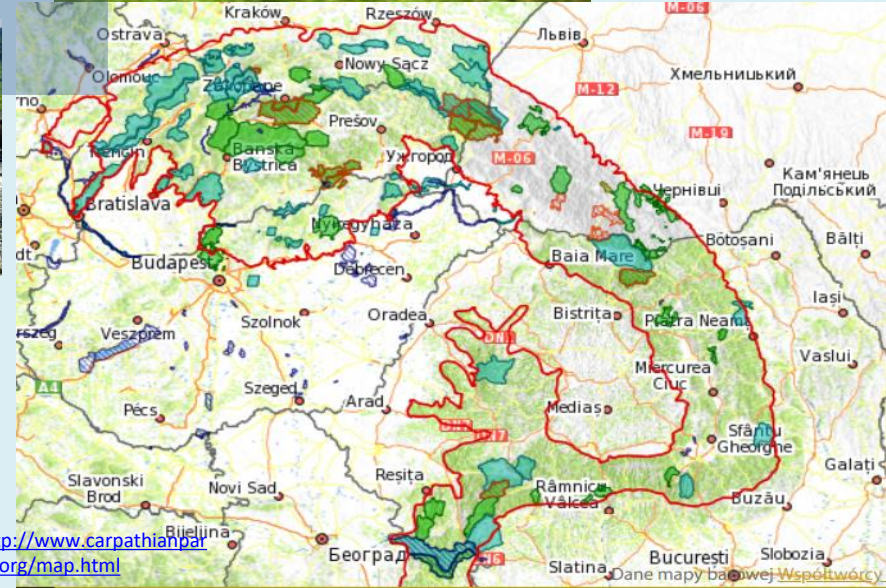 M-06
Kraków
Rzeszów
Ostrava
Львів
Olomouc
Zakopane
Nowy Sącz
Хмельницький
M-12
Prešov
M-19
Banská
Bystrica
Ужгород
M-06
Кам'янець
Подільський
Чернівці
Bratislava
Nyíregyháza
Botoșani
Bălți
Budapest
Debrecen
Baia Mare
Iași
Szolnok
Oradea
Bistrița
Piatra Neamț
Veszprém
DN1
Miercurea
Ciuc
Vaslui
A4
Szeged
Arad
Mediaș
Pécs
Sfântu
Gheorghe
Galați
Slavonski
Brod
Novi Sad
Reșița
Râmnicu
Vâlcea
Buzău
p://www.carpathianpar
Bijeljina
org/map.html
Београд
București
Slobozia
Slatina
Dane mapy bazowej Współtwórcy